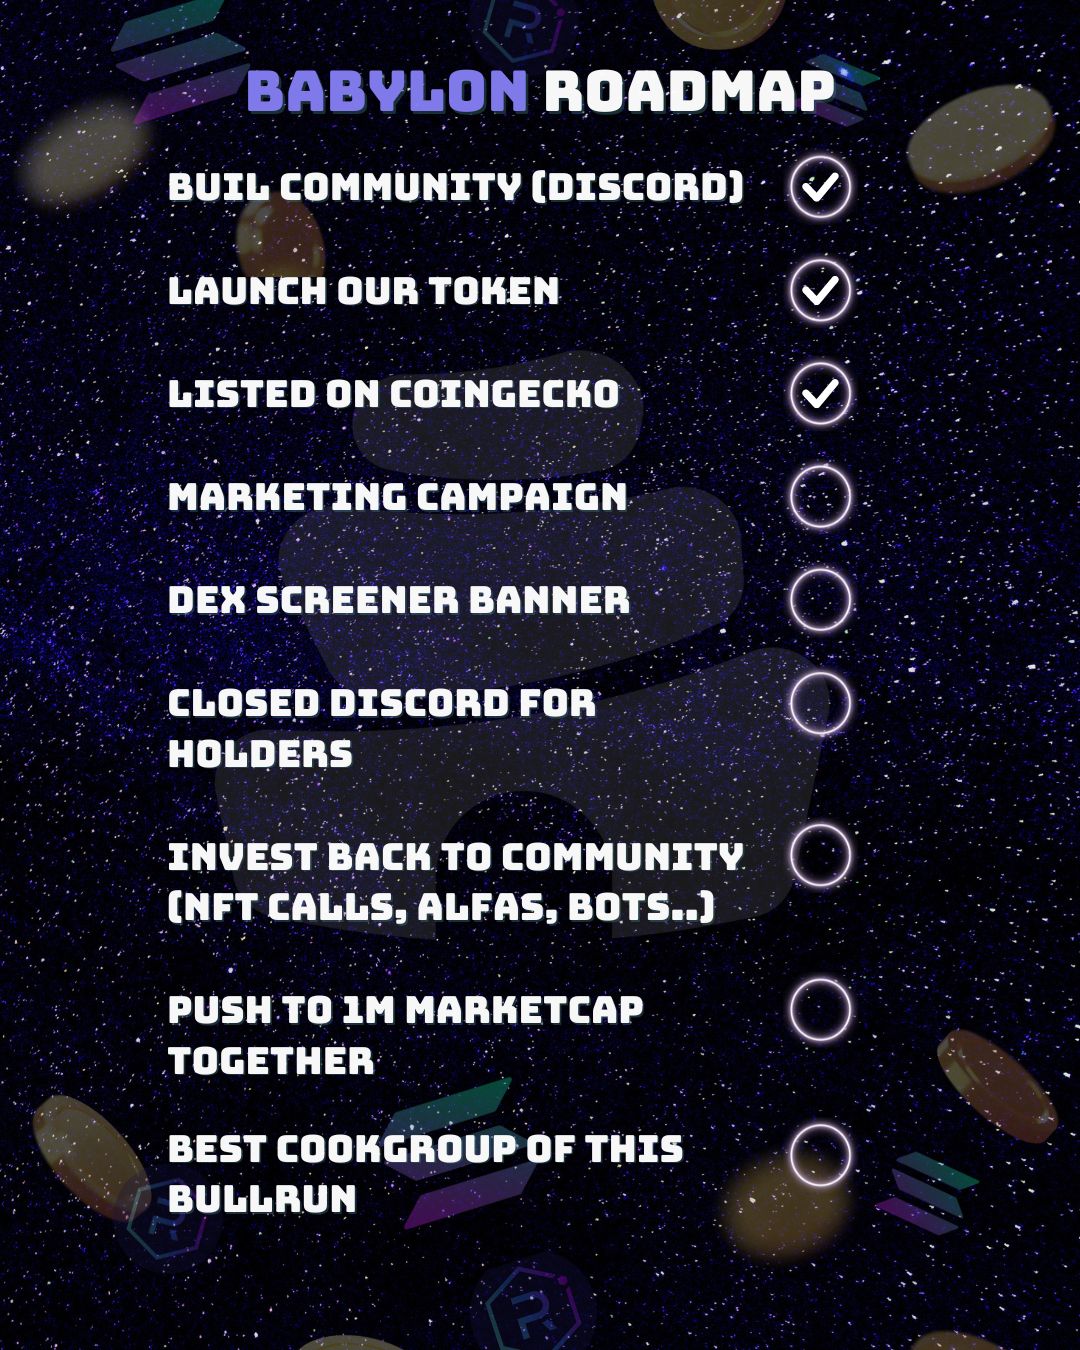 BABYLON ROADMAP
BUIL COMMUNITY (DISCORD)
LAUNCH OUR TOKEN
LISTED ON COINGECKO
MARKETING CAMPAIGN
DEX SCREENER BANNER
CLOSED DISCORD FOR
HOLDERS
INVEST BACK TO COMMUNITY
(NFT CALLS, ALFAS, BOTS..)
PUSH TO 1M MARKETCAP
TOGETHER
BEST COOKGROUP OF THIS
BULLRUN